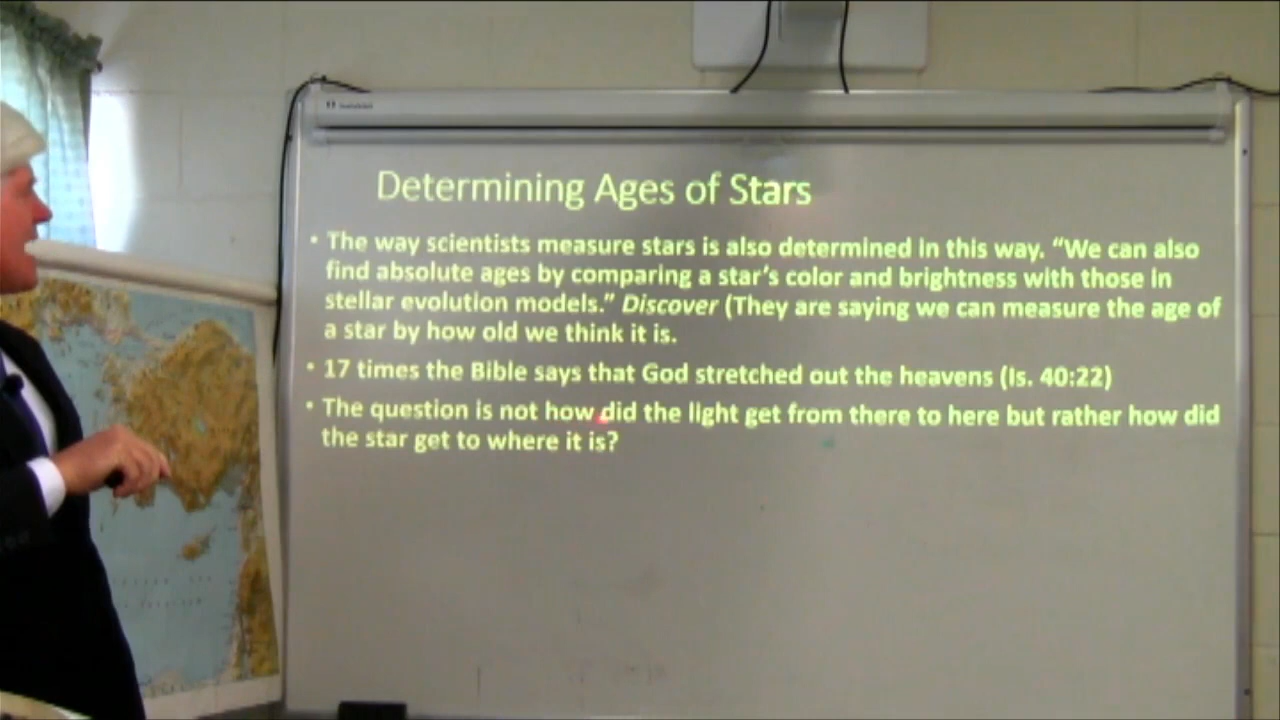 Determining Ages of Stars
• The way scientists measure stars is also determined in this way. “We can also
find absolute ages by comparing a star’s color and brightness with those in
stellar evolution models.” Discover (They are saying we can measure the age of
a star by how old we think it is.
• 17 times the Bible says that God stretched out the heavens (Is. 40:22)
• The question is not how did the light get from there to here but rather how did
the star get to where it is?